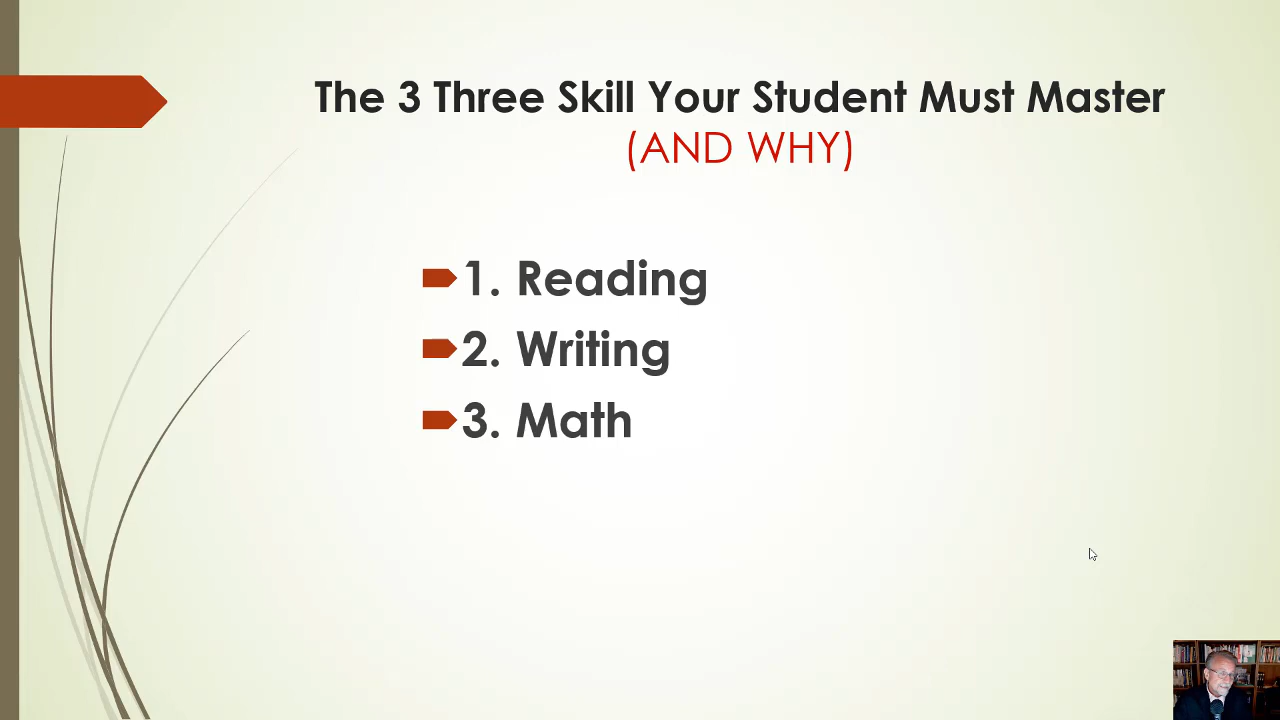 The 3 Three Skill Your Student Must Master
(AND WHY)
1. Reading
2. Writing
3. Math